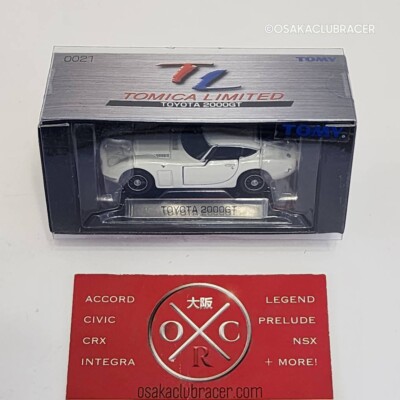 ©OSAKACLUBRACER
0021
TL
TOMY
TOMICA LIMITED
TOYOTA 2000GT
TOMY
TOYOTA 2000GT
ACCORD
CIVIC
CRX
INTEGRA
大阪
O C
R
LEGEND
PRELUDE
NSX
+ MORE!
osakaclubracer.com